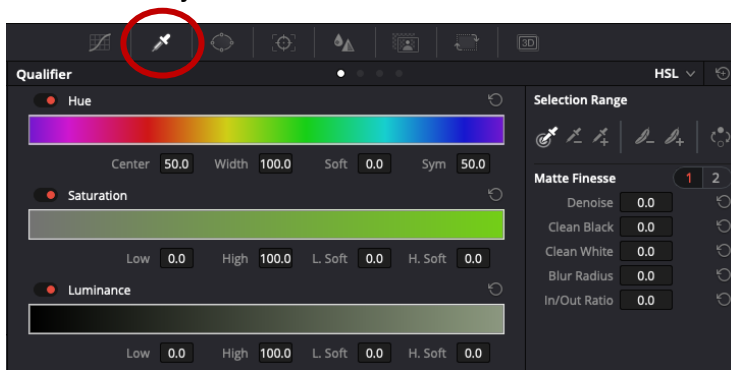 3D
Qualifier
HSL
Hue
Center 50.0 Width 100.0 Soft 0.0 Sym 50.0
Saturation
Low 0.0 High 100.0 L. Soft 0.0 H. Soft 0.0
Luminance
Low 0.0 High 100.0 L. Soft 0.0 H. Soft 0.0
Selection Range
Matte Finesse 1 2
Denoise 0.0
Clean Black 0.0
Clean White 0.0
Blur Radius 0.0
In/Out Ratio 0.0